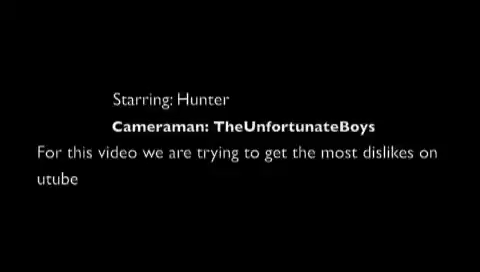 Starring: Hunter
Cameraman: TheUnfortunateBoys
For this video we are trying to get the most dislikes on
utube